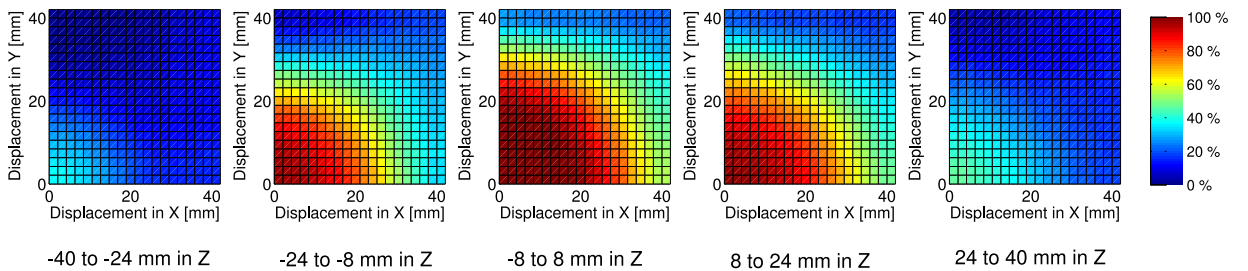 Displacement in Y [mm]
40
20
0
0
20
40
Displacement in X [mm]
-40 to -24 mm in Z
Displacement in Y [mm]
40
20
0
0
20
40
Displacement in X [mm]
-24 to -8 mm in Z
Displacement in Y [mm]
40
20
0
0
20
40
Displacement in X [mm]
-8 to 8 mm in Z
Displacement in Y [mm]
40
20
0
0
20
40
Displacement in X [mm]
8 to 24 mm in Z
Displacement in Y [mm]
40
20
0
0
20
40
Displacement in X [mm]
24 to 40 mm in Z
100 %
80 %
60 %
40 %
20 %
0 %